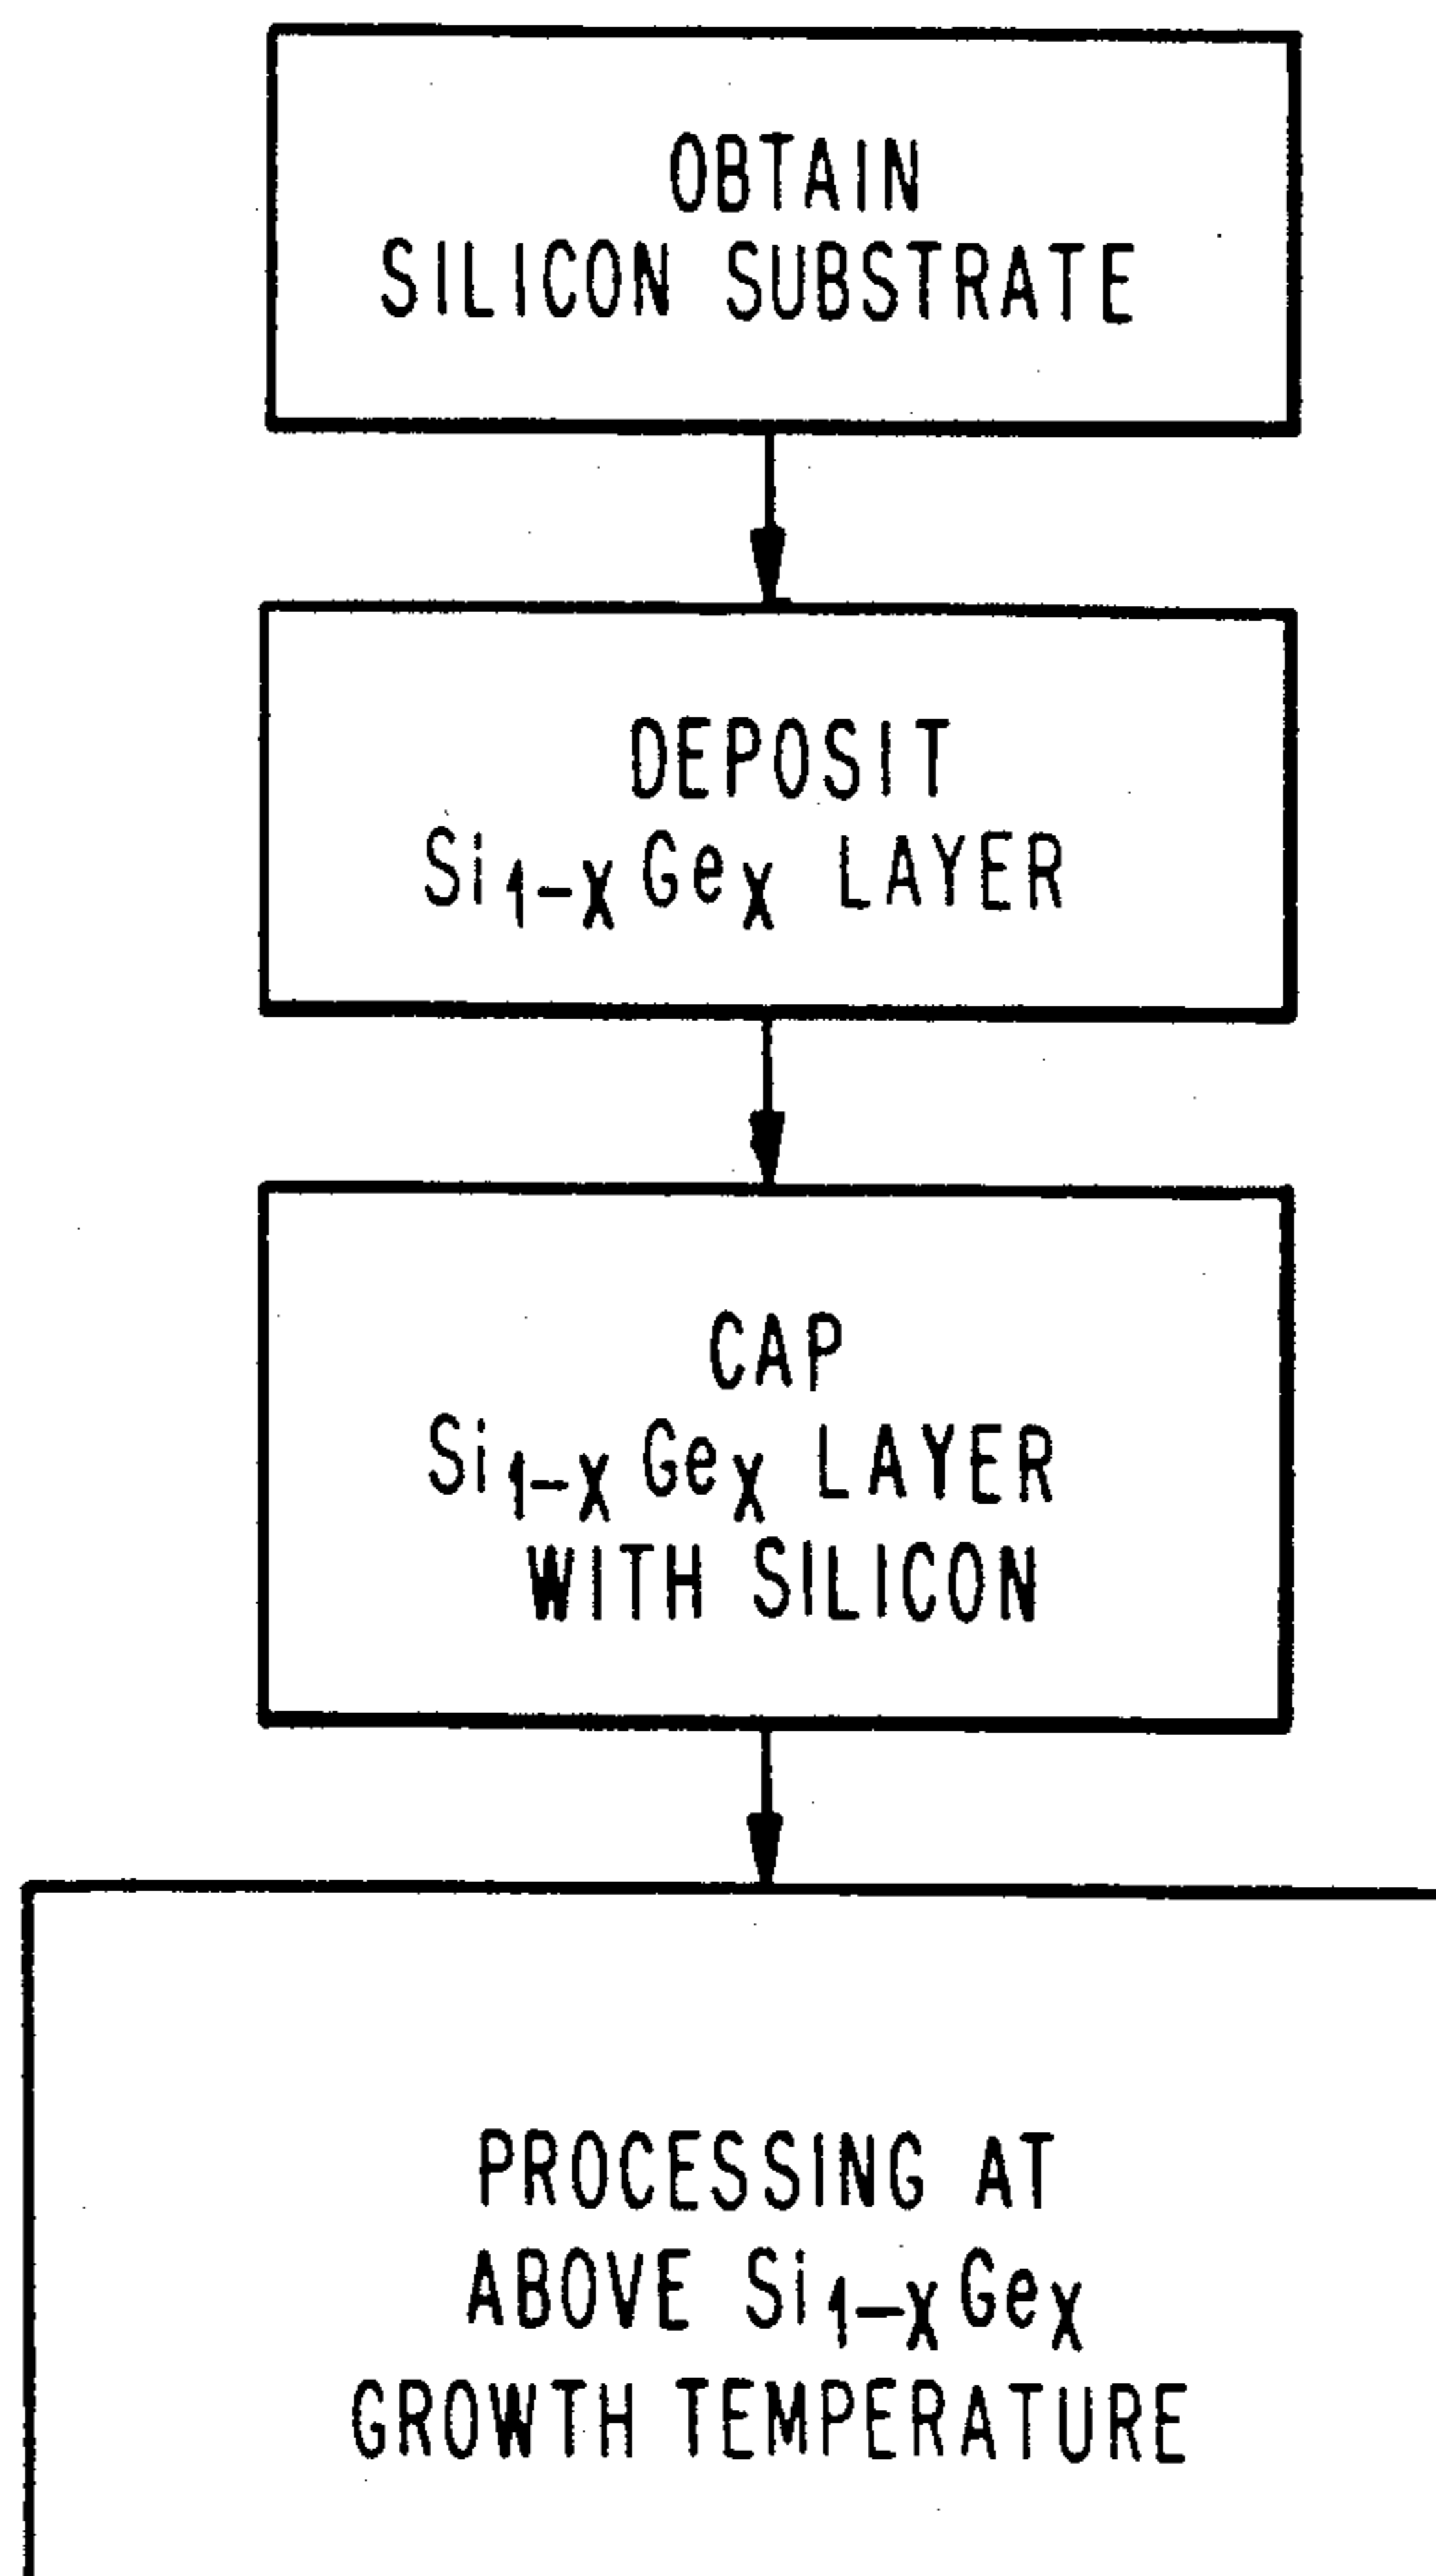 OBTAIN
SILICON SUBSTRATE
DEPOSIT
Si₁₋ₓGeₓ LAYER
CAP
Si₁₋ₓGeₓ LAYER
WITH SILICON
PROCESSING AT
ABOVE Si₁₋ₓGeₓ
GROWTH TEMPERATURE